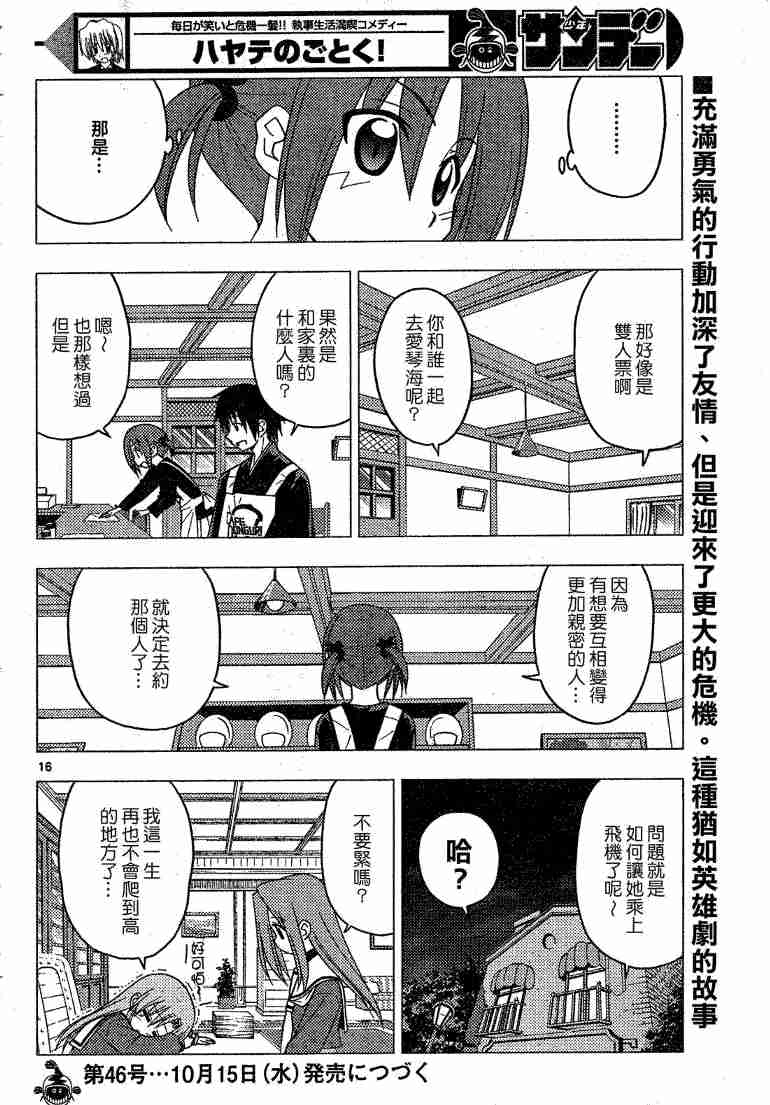 毎日が笑いと危機一髪!! 執事生活満喫コメディー
ハヤテのごとく!
少年
サンデー
■充滿勇氣的行動加深了友情、但是迎來了更大的危機。這種猶如英雄劇的故事
………
那是…
那好像是
雙人票啊
你和誰一起
去愛琴海呢?
果然是
和家裏的
什麼人嗎?
嗯~
也那樣想過
但是
CAFE
DONGURI
因為
有想要互相變得
更加親密的人…
就決定去約
那個人了…
16
問題就是
如何讓她乘上
飛機了呢~
哈?
不要緊嗎?
我這一生
再也不會爬到高
的地方了…
好可怕
第46号…10月15日(水)発売につづく